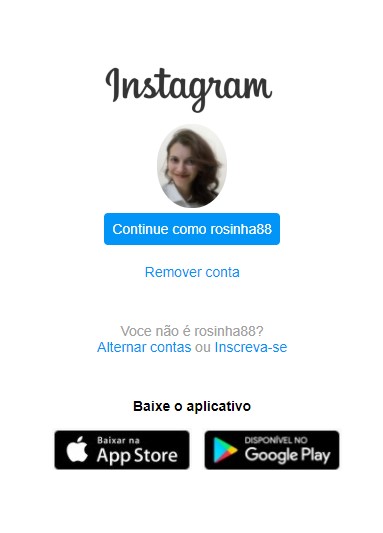 Instagram
Continue como rosinha88
Remover conta
Voce não é rosinha88?
Alternar contas ou Inscreva-se
Baixe o aplicativo
Baixar na
App Store
DISPONÍVEL NO
Google Play